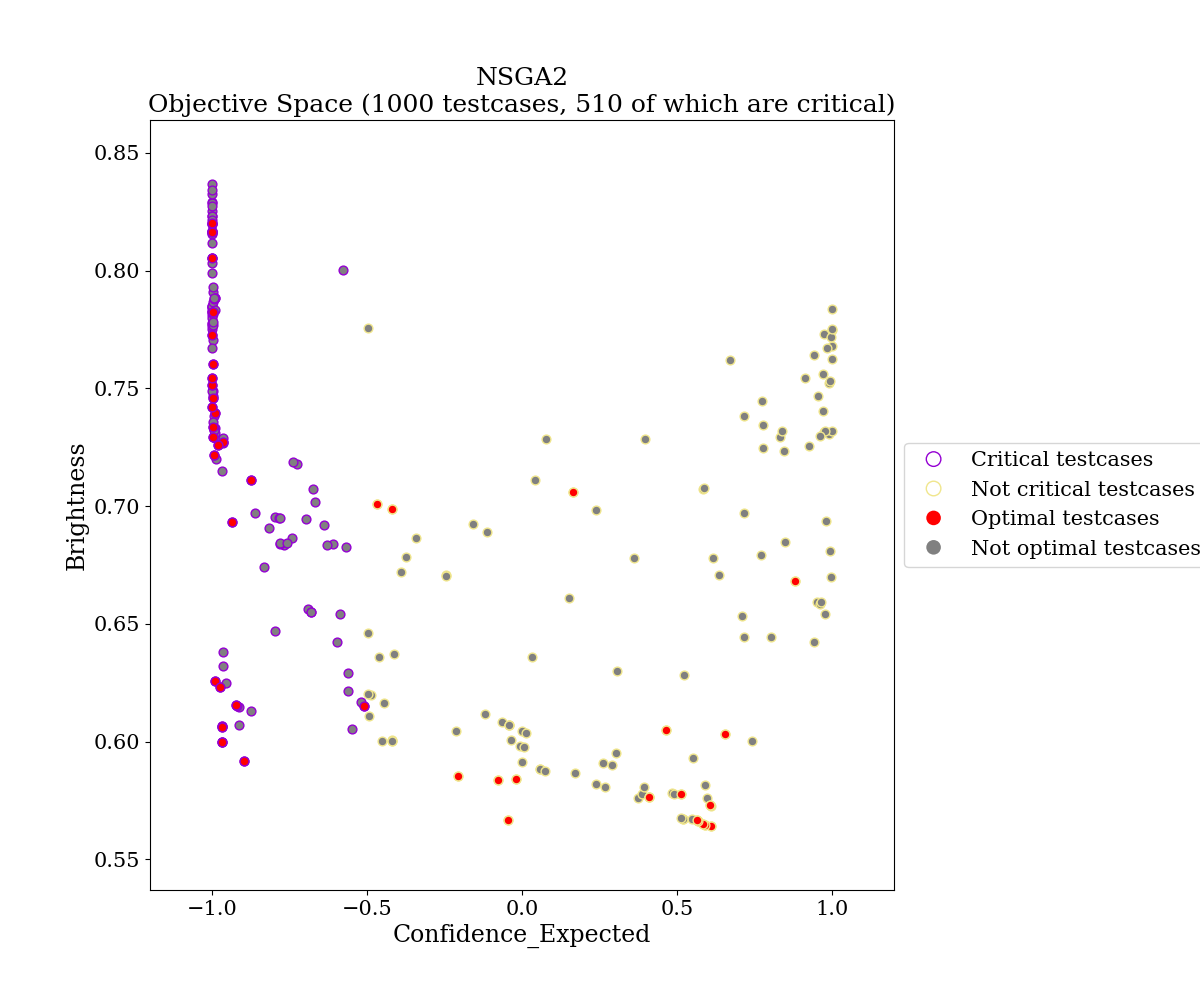 NSGA2
Objective Space (1000 testcases, 510 of which are critical)
0.85
0.80
0.75
0.70
0.65
0.60
0.55
Brightness
−1.0
−0.5
0.0
0.5
1.0
Confidence_Expected
Critical testcases
Not critical testcases
Optimal testcases
Not optimal testcases